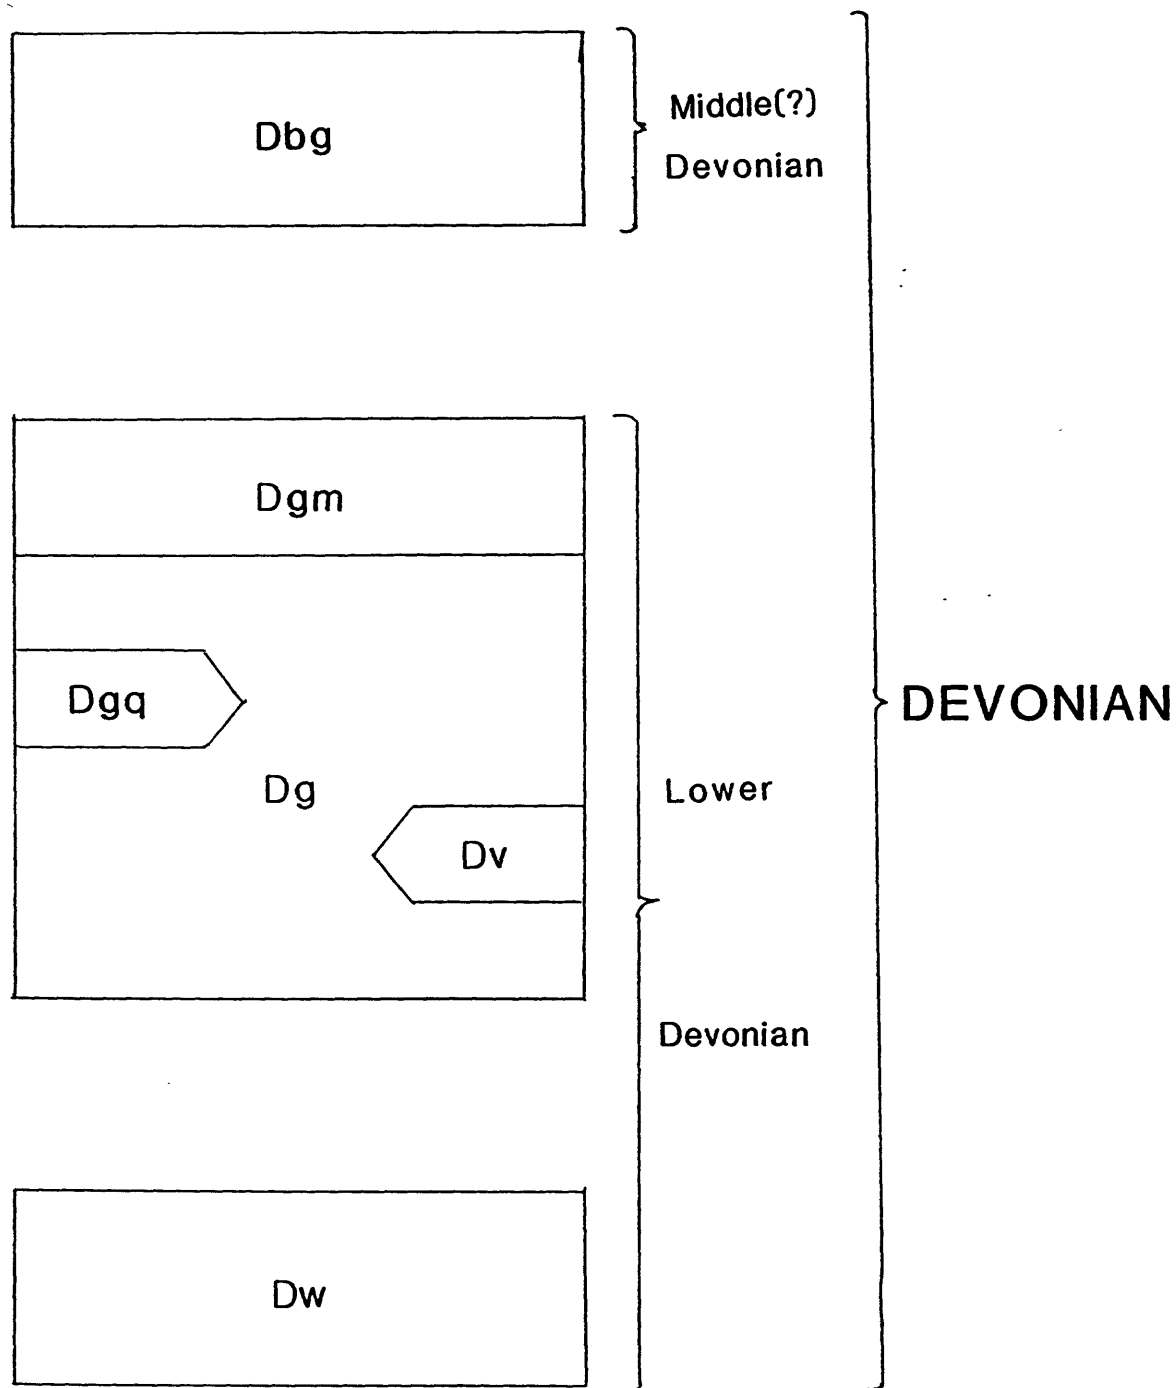 Dbg
Middle(?)
Devonian
Dgm
Dgq
DEVONIAN
Dg
Lower
Dv
Devonian
Dw